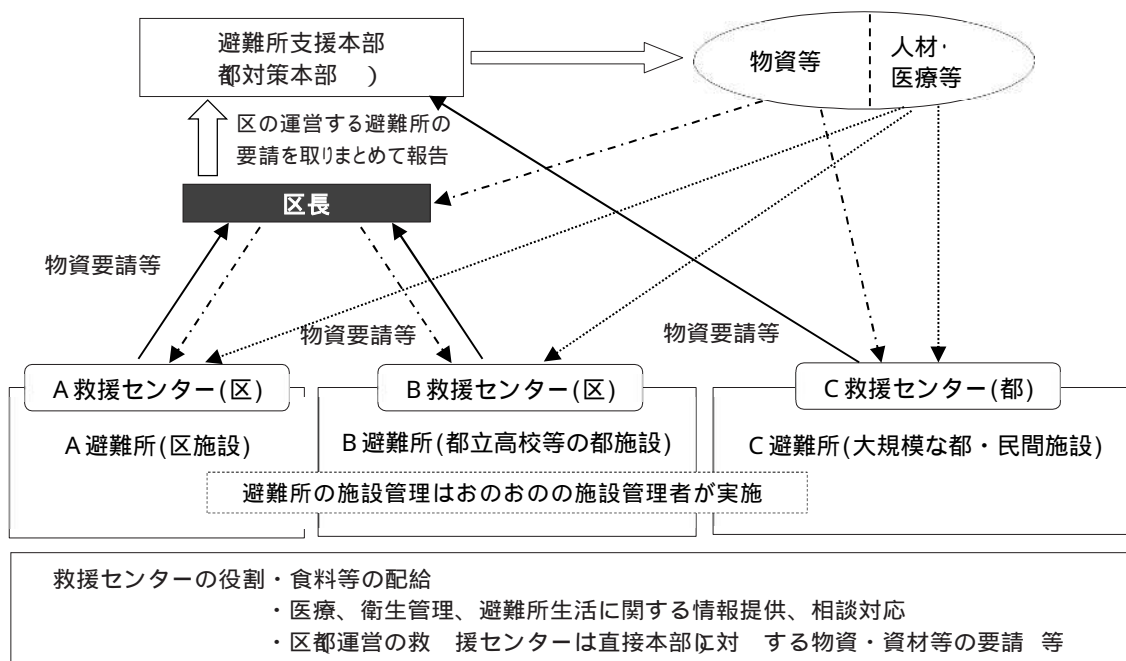 避難所支援本部
(都対策本部)
物資等
人材・
医療等
区の運営する避難所の
要請を取りまとめて報告
区長
物資要請等
物資要請等
物資要請等
A救援センター(区)
B救援センター(区)
C救援センター(都)
A避難所(区施設)
B避難所(都立高校等の都施設)
C避難所(大規模な都・民間施設)
避難所の施設管理はおのおのの施設管理者が実施
救援センターの役割・食料等の配給
・医療、衛生管理、避難所生活に関する情報提供、相談対応
・区(都運営の救援センターは直接本部)に対する物資・資材等の要請 等